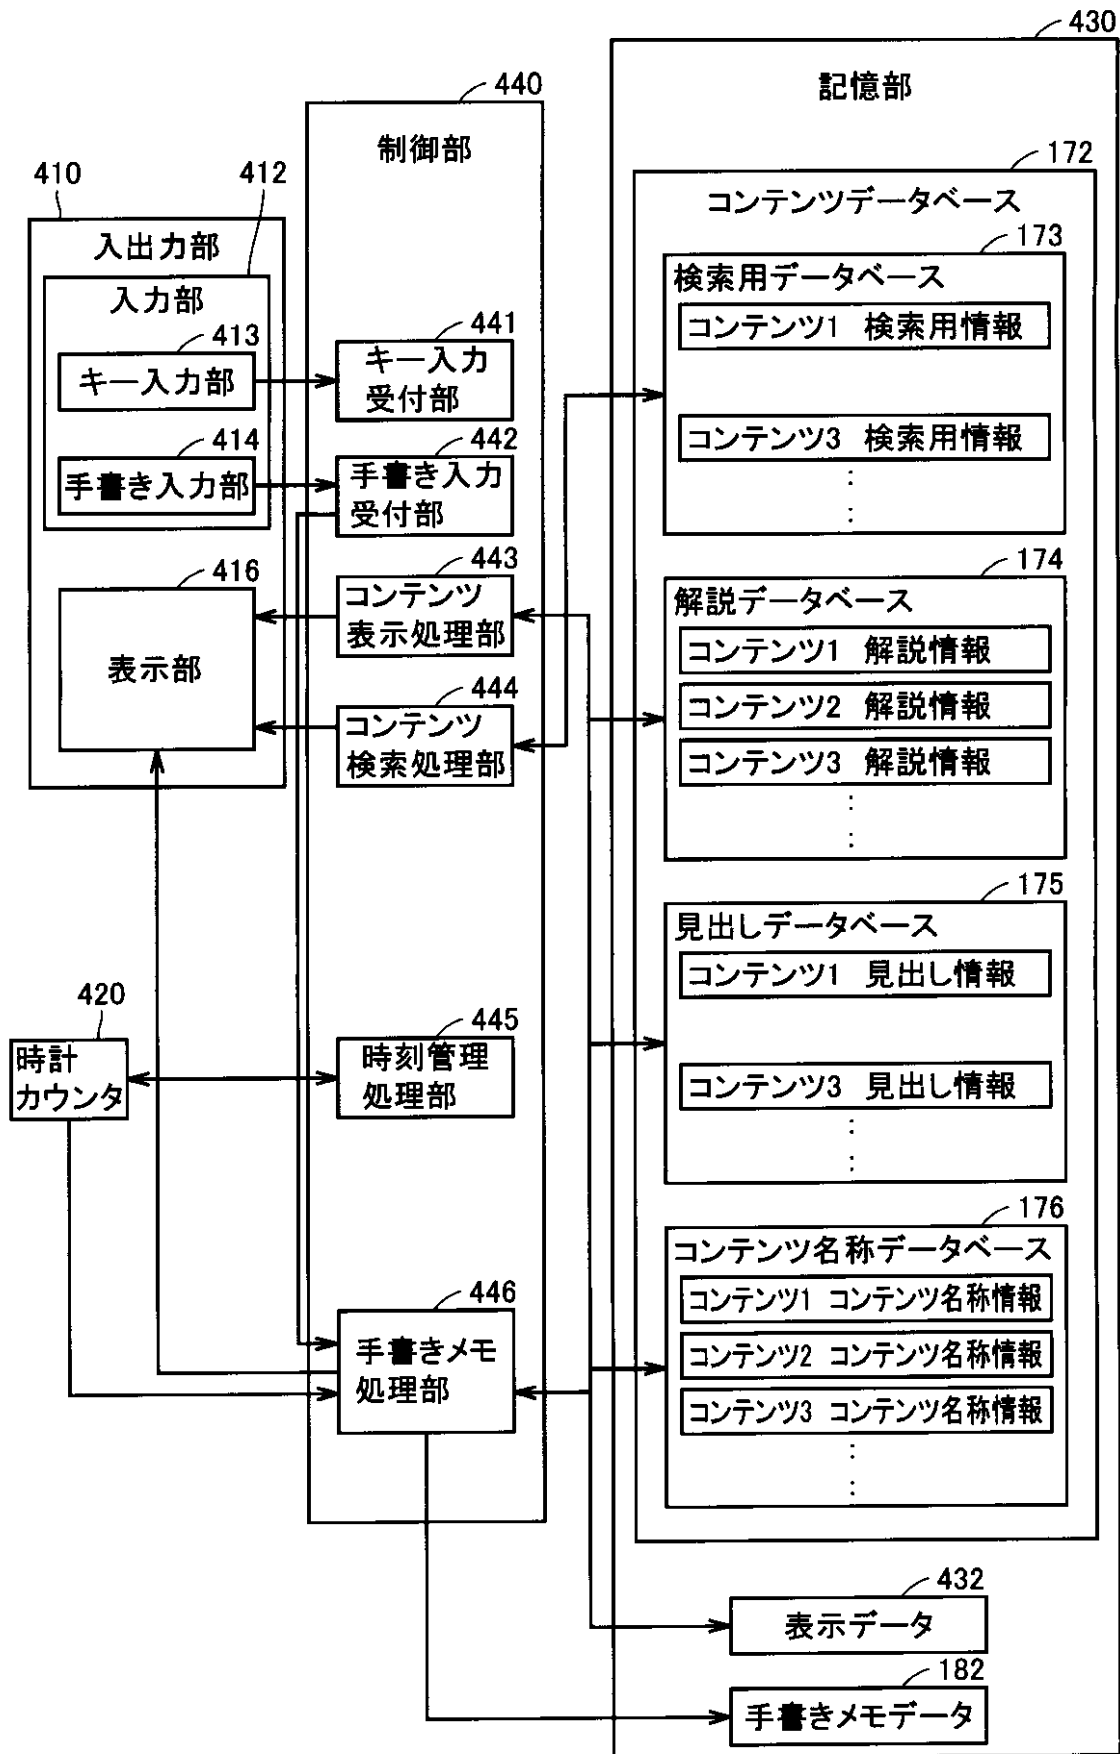 430
記憶部
440
制御部
172
コンテンツデータベース
410
412
入出力部
入力部
173
検索用データベース
コンテンツ1 検索用情報
コンテンツ3 検索用情報
413
キー入力部
441
キー入力
受付部
414
手書き入力部
442
手書き入力
受付部
416
表示部
443
コンテンツ
表示処理部
444
コンテンツ
検索処理部
174
解説データベース
コンテンツ1 解説情報
コンテンツ2 解説情報
コンテンツ3 解説情報
175
見出しデータベース
コンテンツ1 見出し情報
コンテンツ3 見出し情報
420
時計
カウンタ
445
時刻管理
処理部
176
コンテンツ名称データベース
コンテンツ1 コンテンツ名称情報
コンテンツ2 コンテンツ名称情報
コンテンツ3 コンテンツ名称情報
446
手書きメモ
処理部
432
表示データ
182
手書きメモデータ